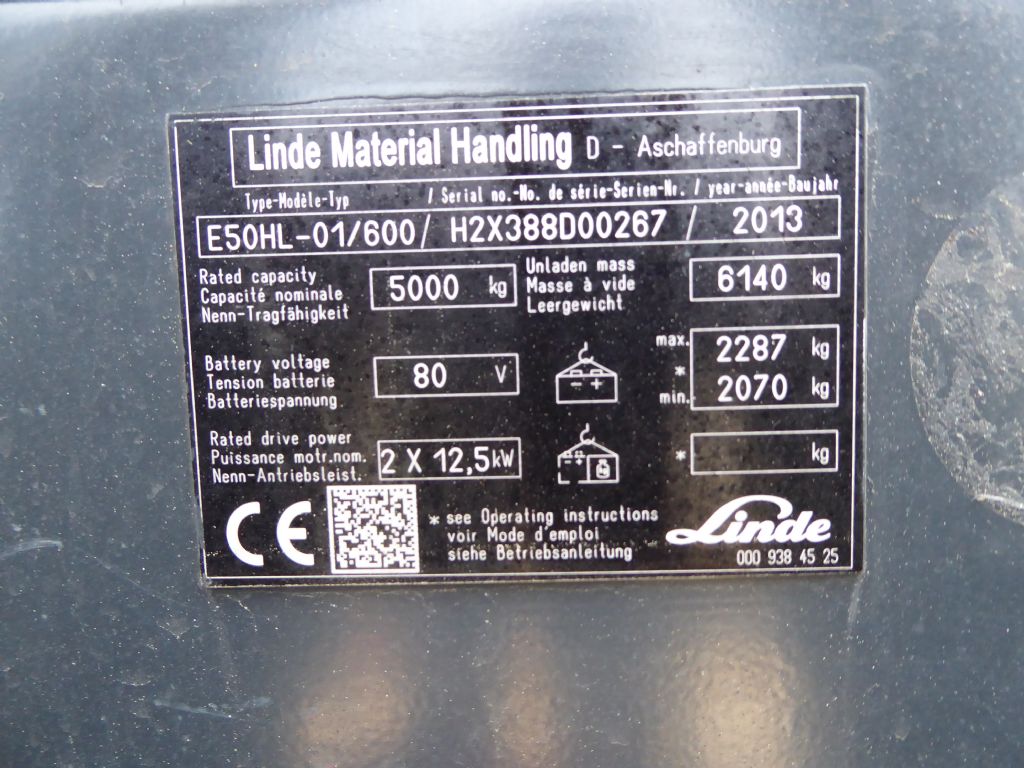 Linde Material Handling D - Aschaffenburg
Type-Modèle-Typ / Serial no.-No. de série-Serien-Nr. / year-année-Baujahr
E50HL-01/600 / H2X388D00267 / 2013
Rated capacity
Capacité nominale
Nenn-Tragfähigkeit
5000 kg
Unladen mass
Masse à vide
Leergewicht
6140 kg
Battery voltage
Tension batterie
Batteriespannung
80 V
max. 2287 kg
*
min. 2070 kg
Rated drive power
Puissance motr.nom.
Nenn-Antriebsleist.
2 X 12,5kW
* kg
CE
* see Operating instructions
voir Mode d'emploi
siehe Betriebsanleitung
Linde
000 938 45 25